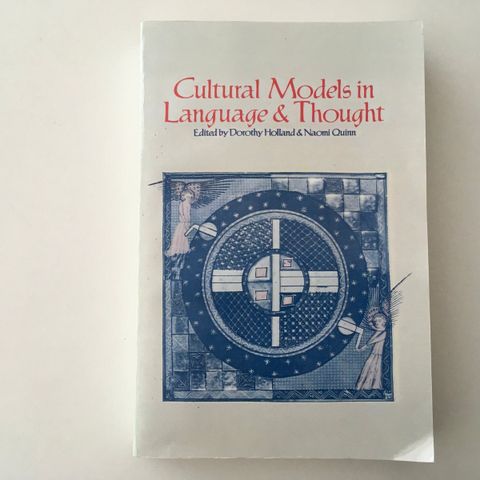 Cultural Models in
Language & Thought
Edited by Dorothy Holland & Naomi Quinn